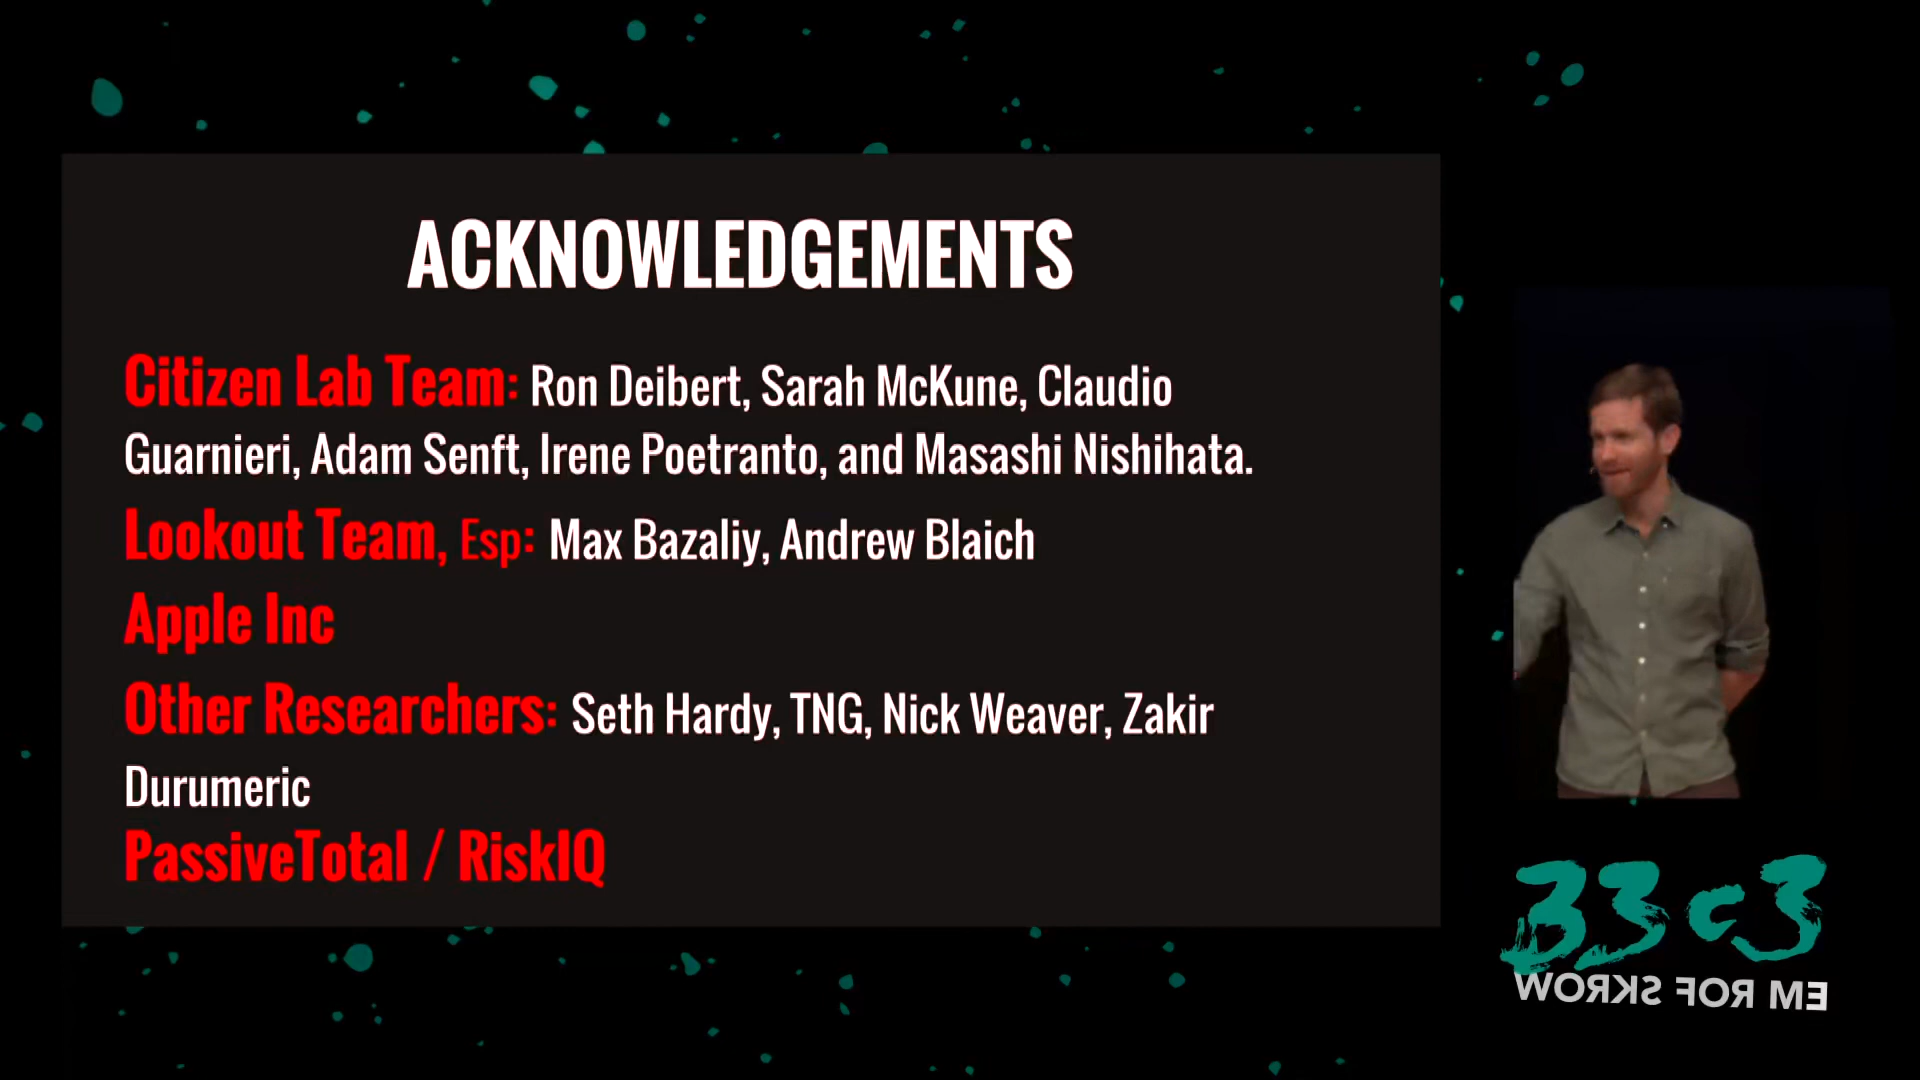 ACKNOWLEDGEMENTS
Citizen Lab Team: Ron Deibert, Sarah McKune, Claudio
Guarnieri, Adam Senft, Irene Poetranto, and Masashi Nishihata.
Lookout Team, Esp: Max Bazaliy, Andrew Blaich
Apple Inc
Other Researchers: Seth Hardy, TNG, Nick Weaver, Zakir
Durumeric
PassiveTotal / RiskIQ
33c3
WORKS FOR ME